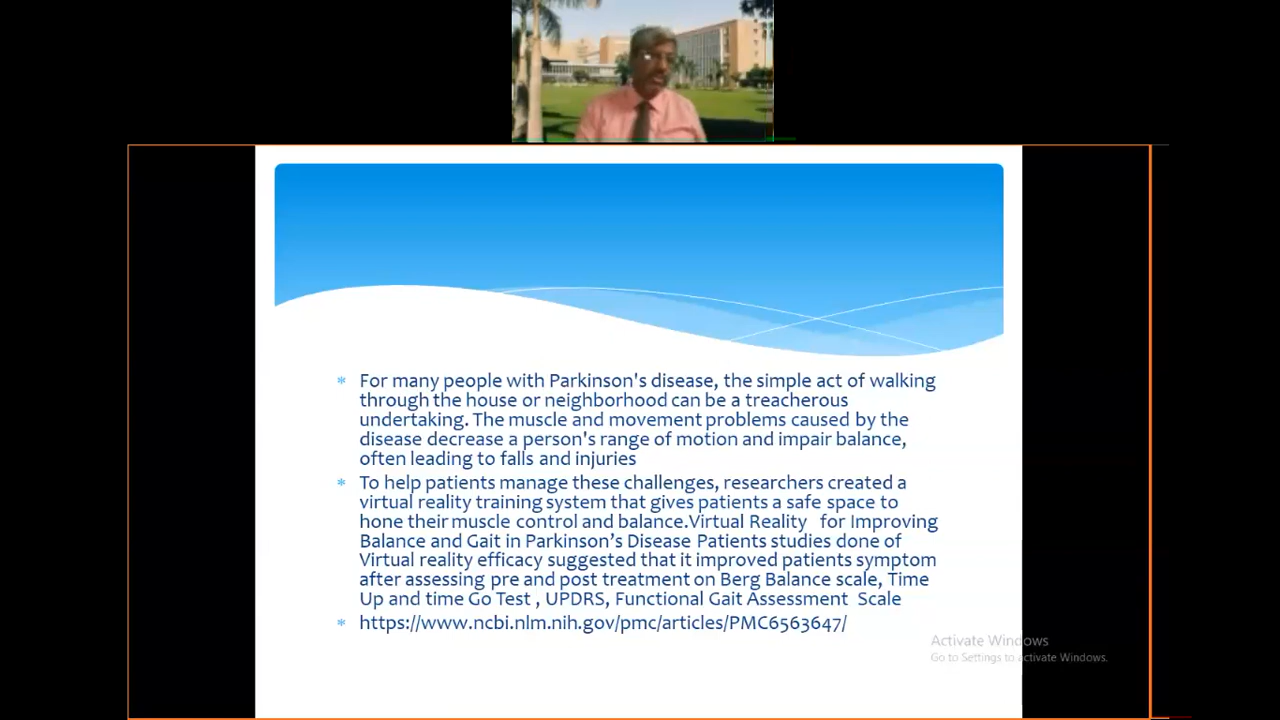 * For many people with Parkinson's disease, the simple act of walking
through the house or neighborhood can be a treacherous
undertaking. The muscle and movement problems caused by the
disease decrease a person's range of motion and impair balance,
often leading to falls and injuries
* To help patients manage these challenges, researchers created a
virtual reality training system that gives patients a safe space to
hone their muscle control and balance.Virtual Reality for Improving
Balance and Gait in Parkinson’s Disease Patients studies done of
Virtual reality efficacy suggested that it improved patients symptom
after assessing pre and post treatment on Berg Balance scale, Time
Up and time Go Test , UPDRS, Functional Gait Assessment Scale
* https://www.ncbi.nlm.nih.gov/pmc/articles/PMC6563647/
Activate Windows
Go to Settings to activate Windows.